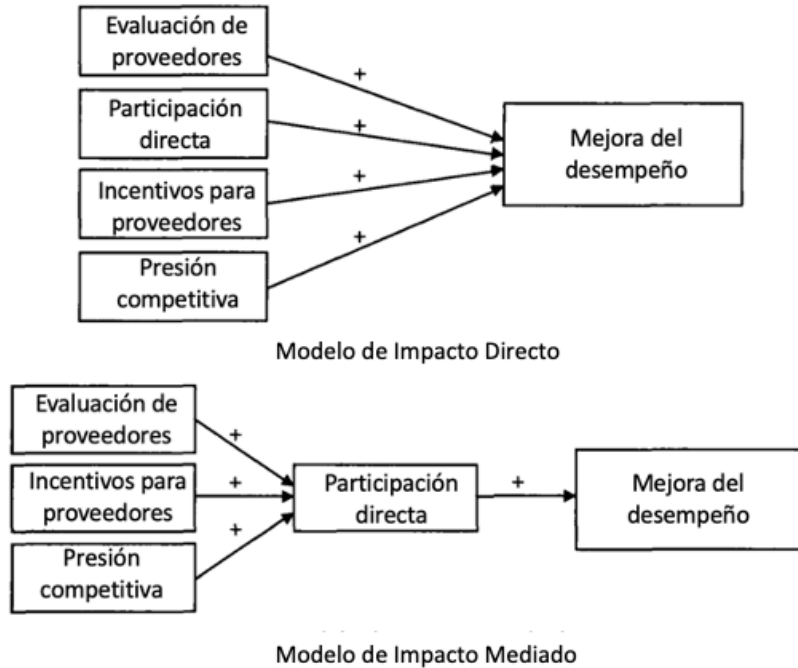 Evaluación de
proveedores
+
Participación
directa
+
Mejora del
desempeño
Incentivos para
proveedores
+
Presión
competitiva
+
Modelo de Impacto Directo
Evaluación de
proveedores
+
Incentivos para
proveedores
+
Participación
directa
+
Mejora del
desempeño
Presión
competitiva
+
Modelo de Impacto Mediado